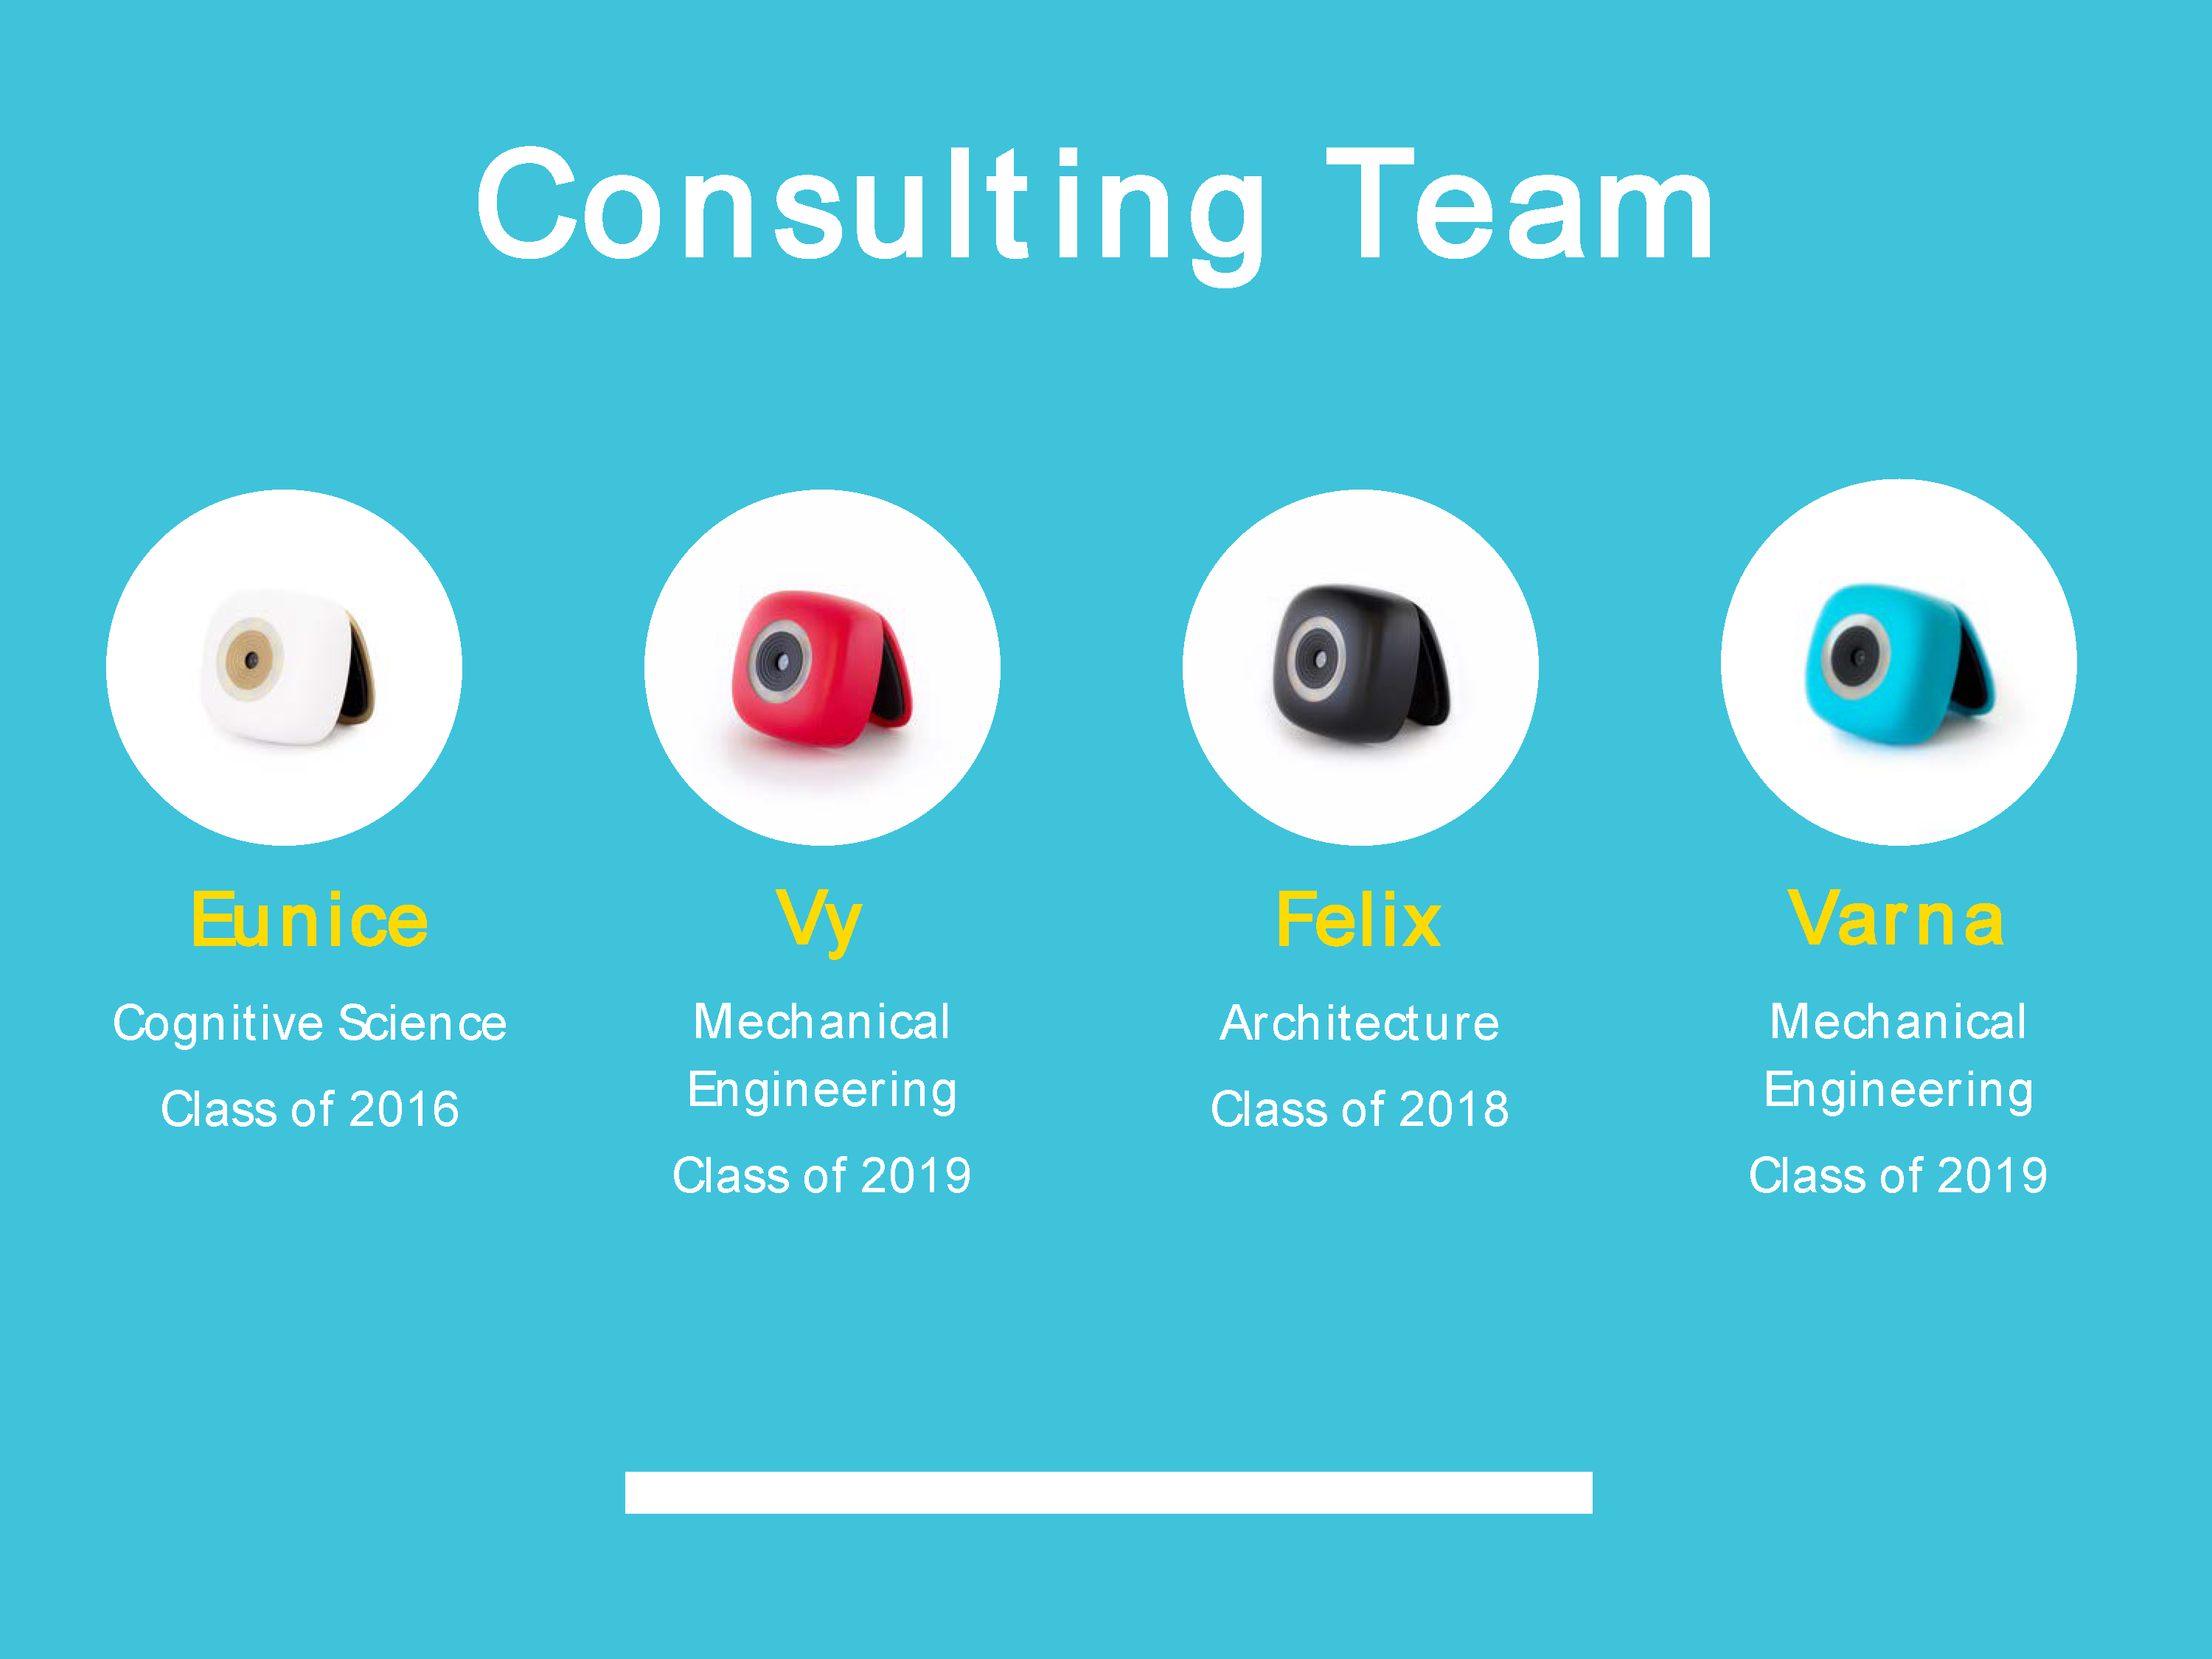 Consulting Team
Eunice
Cognitive Science
Class of 2016
Vy
Mechanical
Engineering
Class of 2019
Felix
Architecture
Class of 2018
Varna
Mechanical
Engineering
Class of 2019